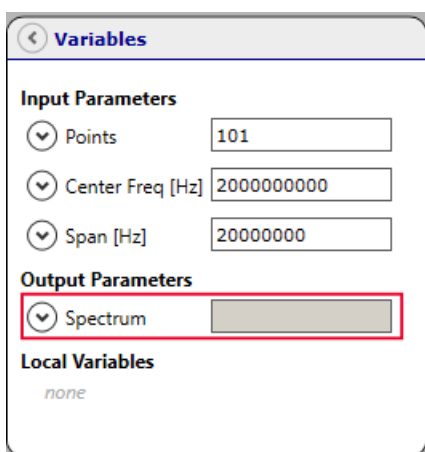 Variables
Input Parameters
Points 101
Center Freq [Hz] 2000000000
Span [Hz] 20000000
Output Parameters
Spectrum
Local Variables
none